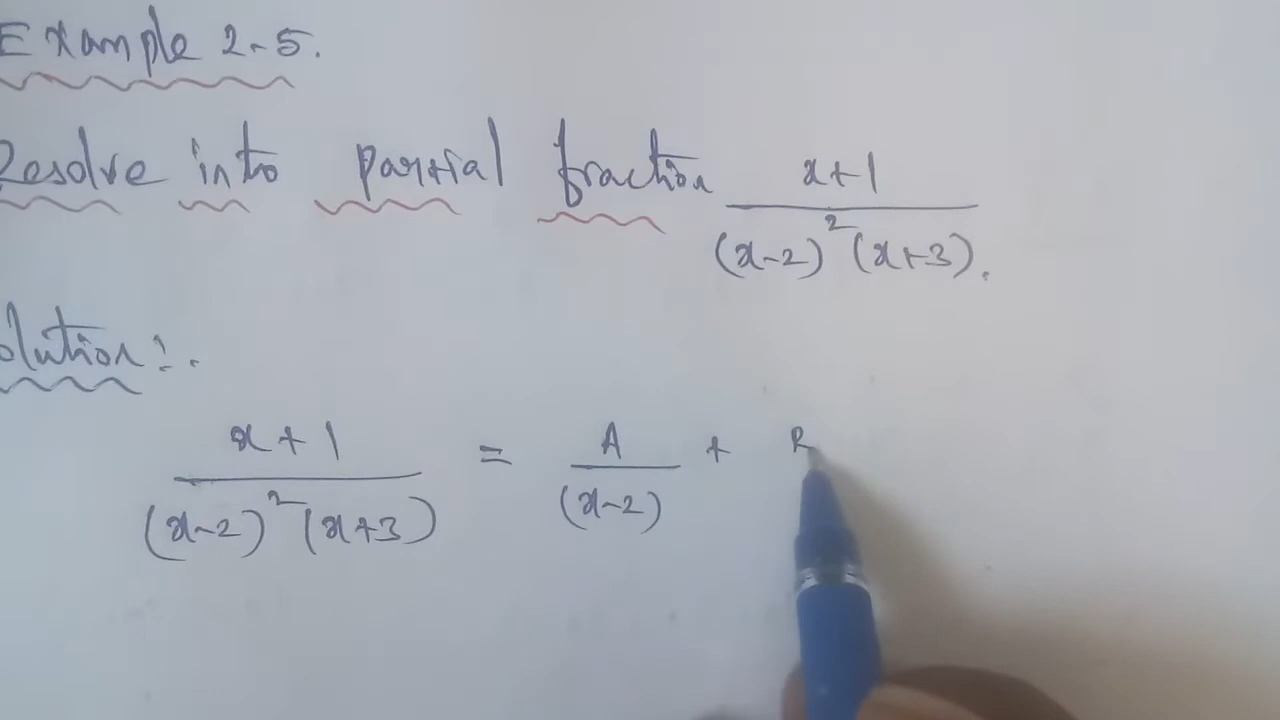 Example 2-5.
Resolve into partial fraction x+1 / (x-2)²(x+3).
olution:.
x+1 / (x-2)²(x+3) = A / (x-2) +